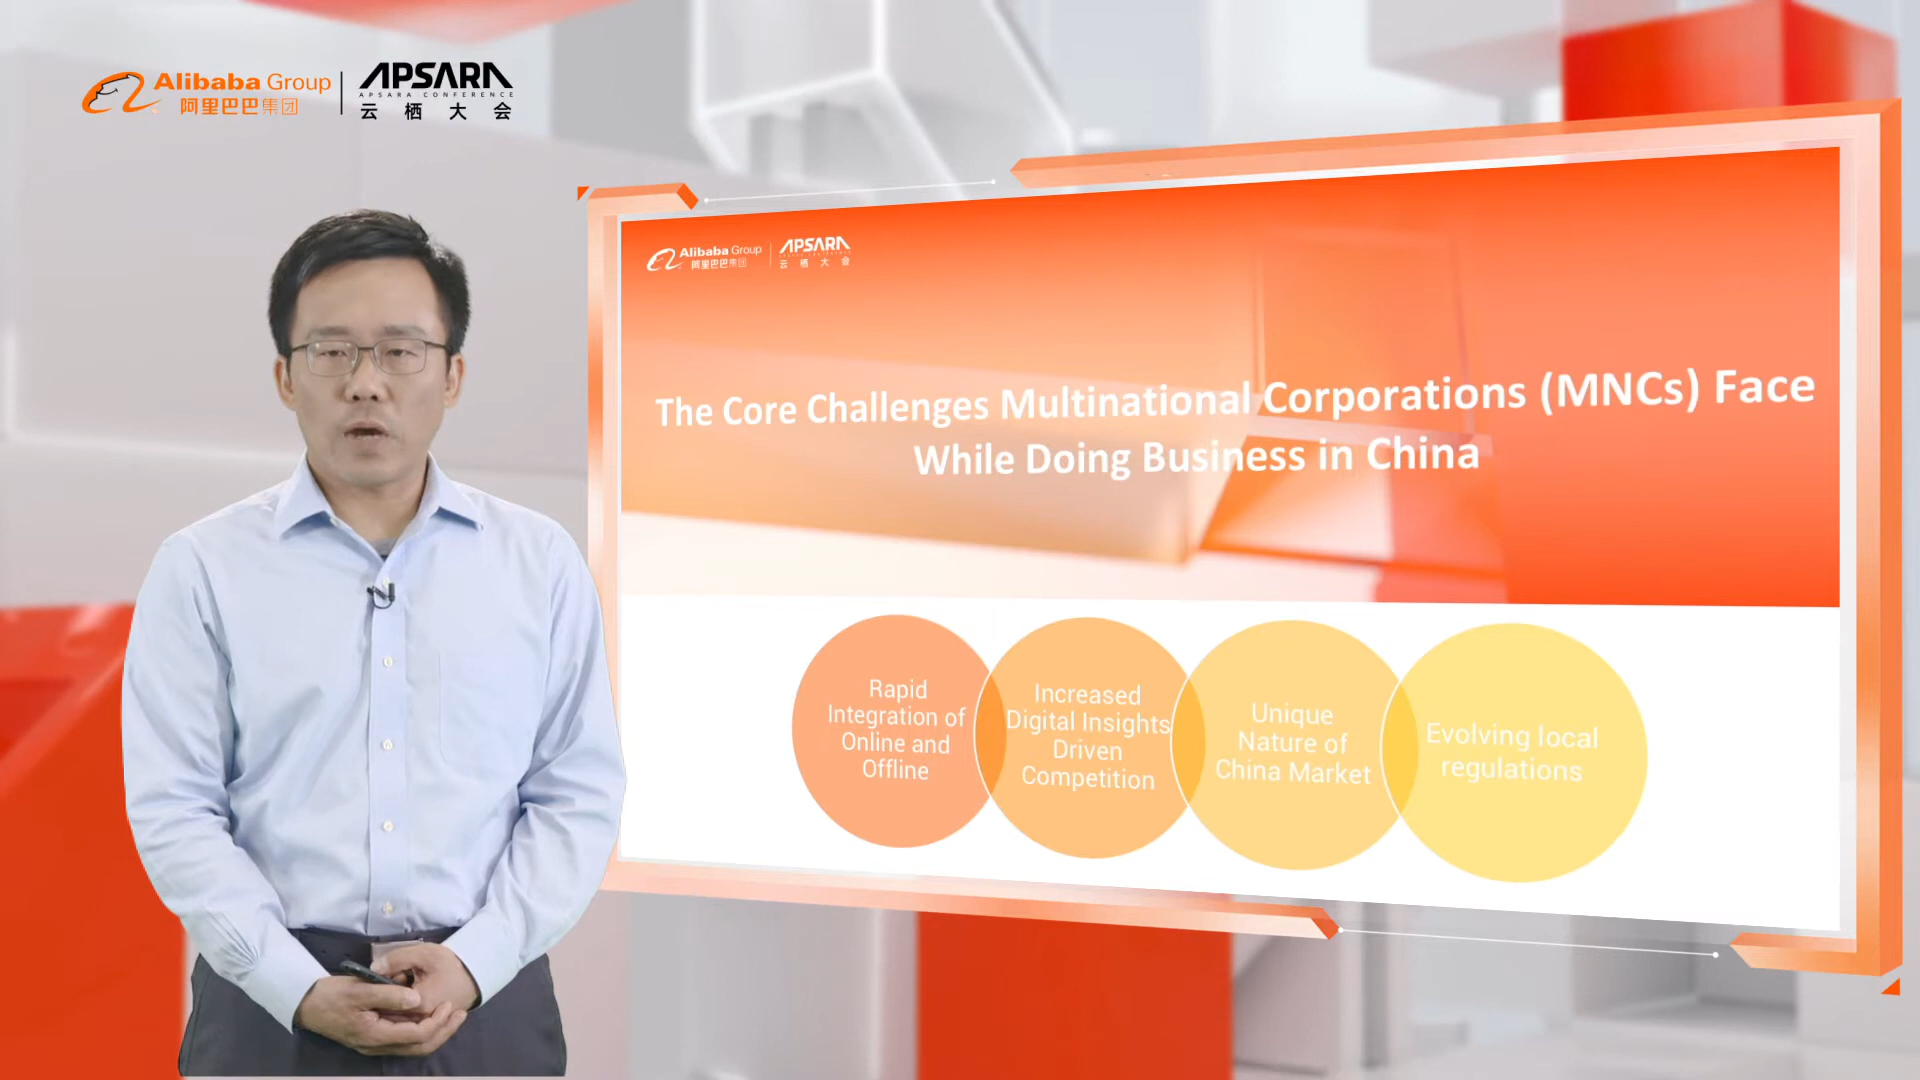 Alibaba Group
阿里巴巴集团
APSARA
APSARA CONFERENCE
云栖大会
Alibaba Group
阿里巴巴集团
APSARA
云栖大会
The Core Challenges Multinational Corporations (MNCs) Face
While Doing Business in China
Rapid
Integration of
Online and
Offline
Increased
Digital Insights
Driven
Competition
Unique
Nature of
China Market
Evolving local
regulations